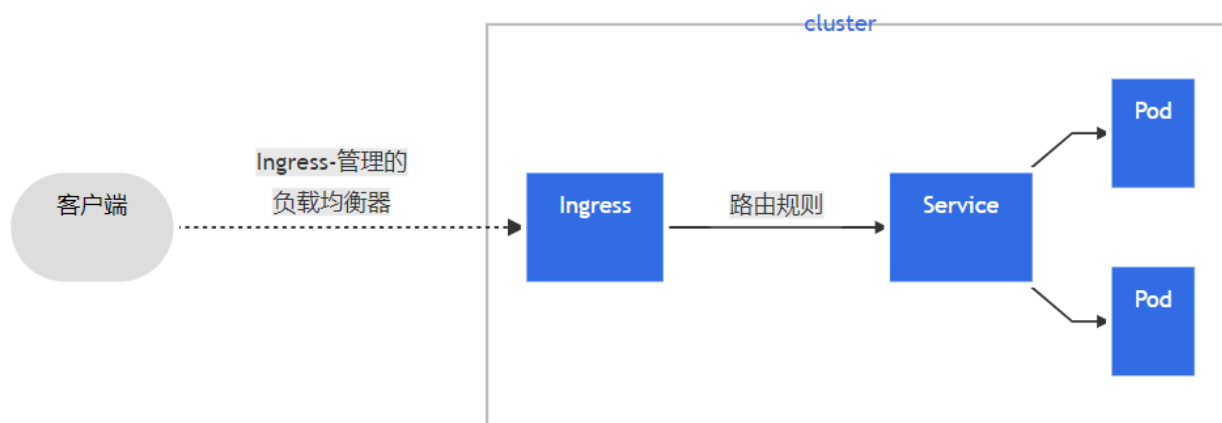 cluster
客户端
Ingress-管理的
负载均衡器
Ingress
路由规则
Service
Pod
Pod